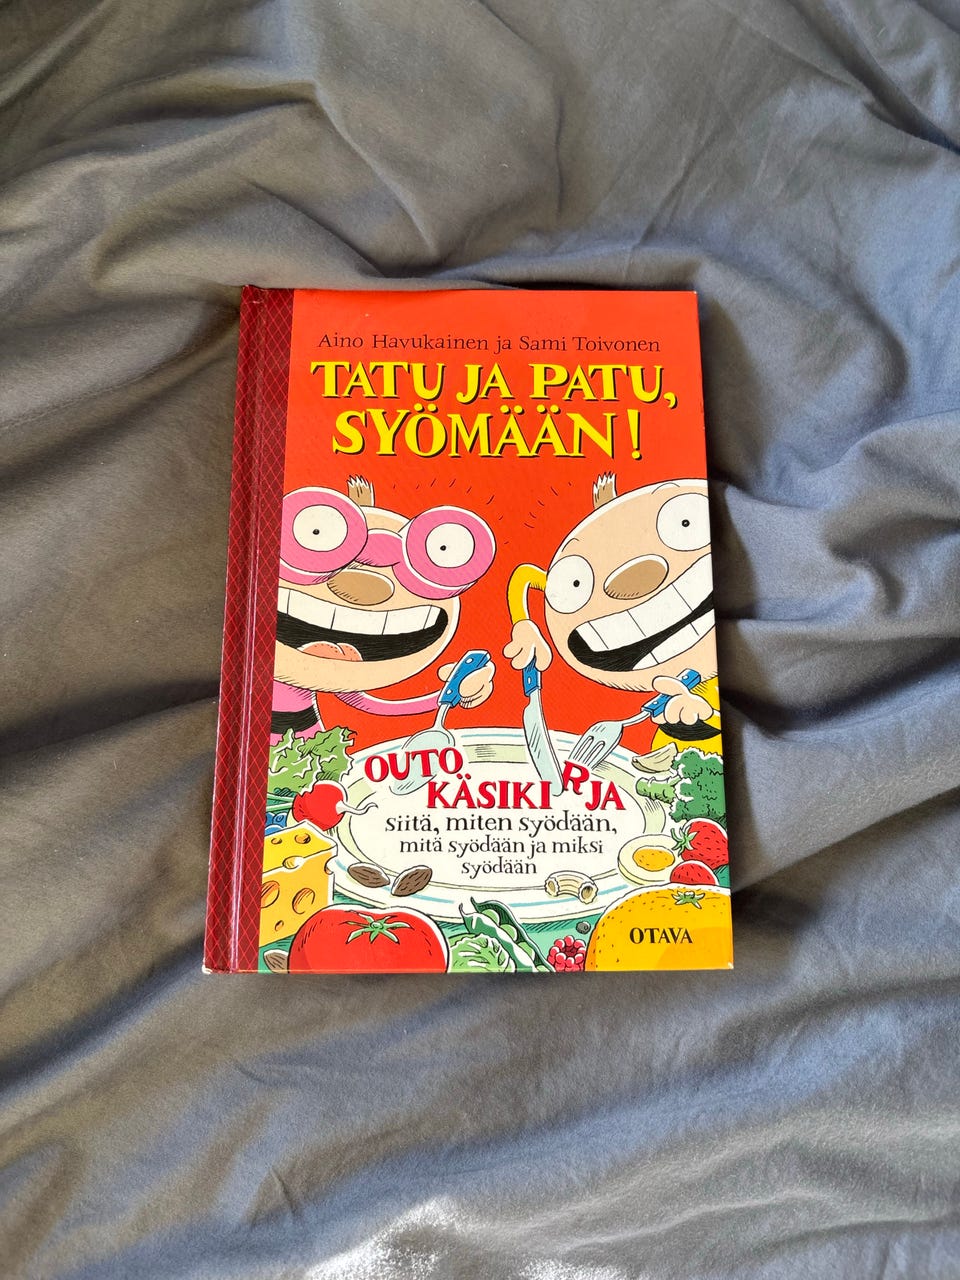 Aino Havukainen ja Sami Toivonen
TATU JA PATU,
SYÖMÄÄN!
OUTO
KÄSIKIRJA
siitä, miten syödään,
mitä syödään ja miksi
syödään
OTAVA